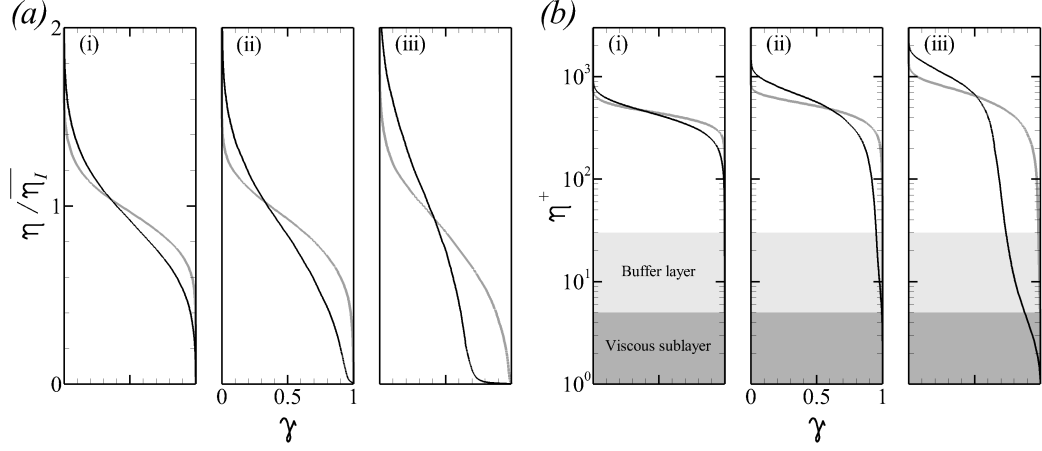 (a)
2
(i)
(ii)
(iii)
η / η̅_I
1
0
0 0.5 1
γ
(b)
(i)
(ii)
(iii)
10³
η⁺
10²
10¹
10⁰
Buffer layer
Viscous sublayer
0 0.5 1
γ